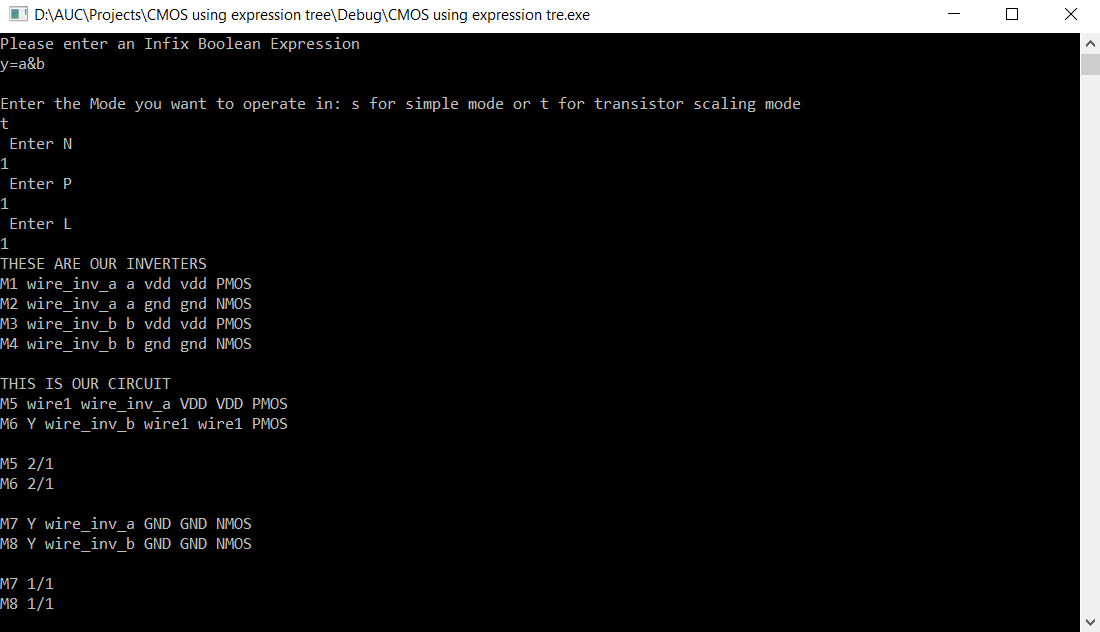 D:\AUC\Projects\CMOS using expression tree\Debug\CMOS using expression tre.exe
Please enter an Infix Boolean Expression
y=a&b
Enter the Mode you want to operate in: s for simple mode or t for transistor scaling mode
t
Enter N
1
Enter P
1
Enter L
1
THESE ARE OUR INVERTERS
M1 wire_inv_a a vdd vdd PMOS
M2 wire_inv_a a gnd gnd NMOS
M3 wire_inv_b b vdd vdd PMOS
M4 wire_inv_b b gnd gnd NMOS
THIS IS OUR CIRCUIT
M5 wire1 wire_inv_a VDD VDD PMOS
M6 Y wire_inv_b wire1 wire1 PMOS
M5 2/1
M6 2/1
M7 Y wire_inv_a GND GND NMOS
M8 Y wire_inv_b GND GND NMOS
M7 1/1
M8 1/1